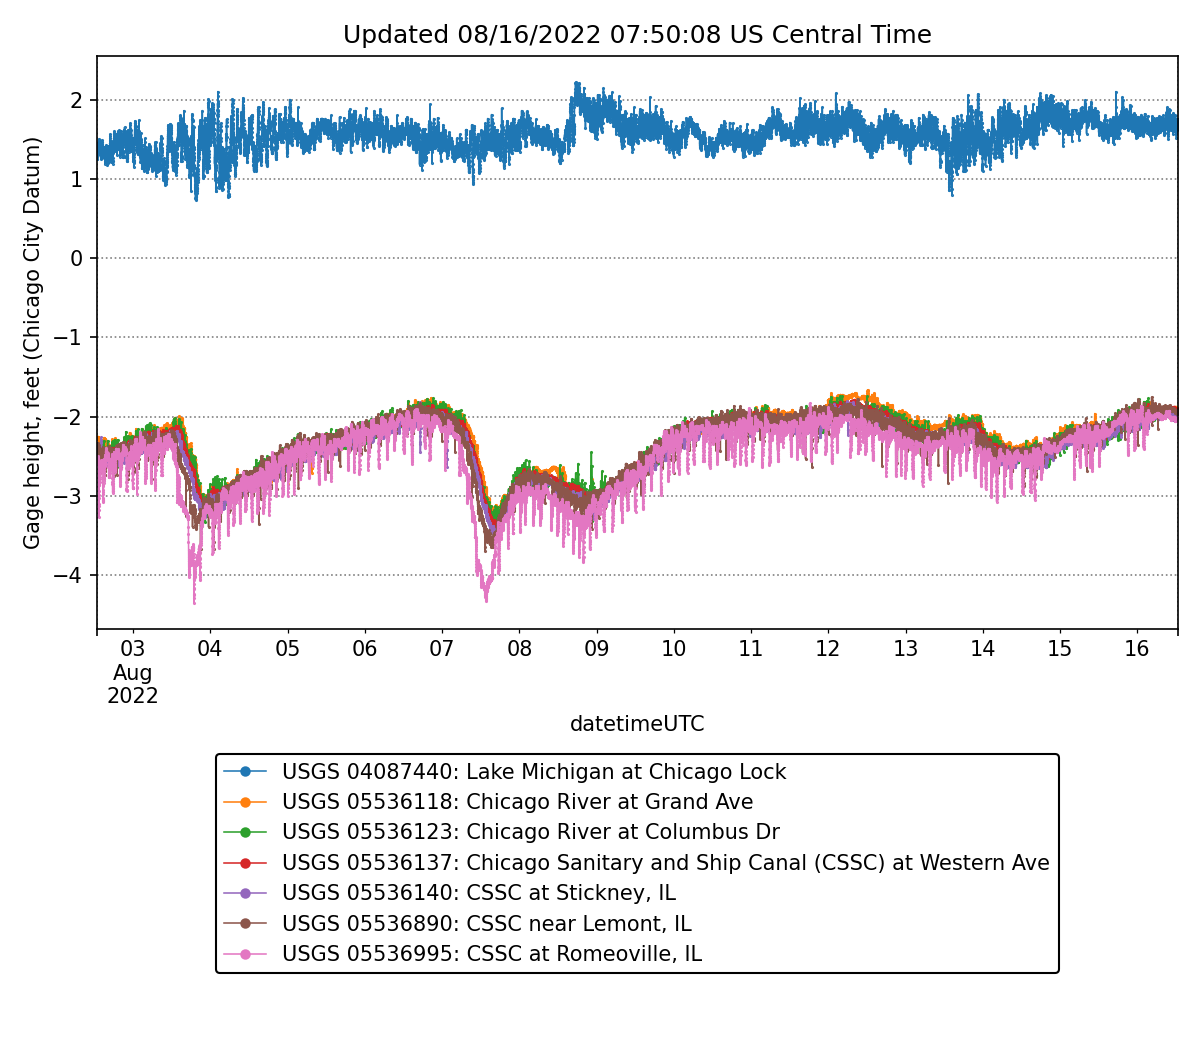 Updated 08/16/2022 07:50:08 US Central Time
Gage height, feet (Chicago City Datum)
2
1
0
−1
−2
−3
−4
03 04 05 06 07 08 09 10 11 12 13 14 15 16
Aug
2022
datetimeUTC
USGS 04087440: Lake Michigan at Chicago Lock
USGS 05536118: Chicago River at Grand Ave
USGS 05536123: Chicago River at Columbus Dr
USGS 05536137: Chicago Sanitary and Ship Canal (CSSC) at Western Ave
USGS 05536140: CSSC at Stickney, IL
USGS 05536890: CSSC near Lemont, IL
USGS 05536995: CSSC at Romeoville, IL